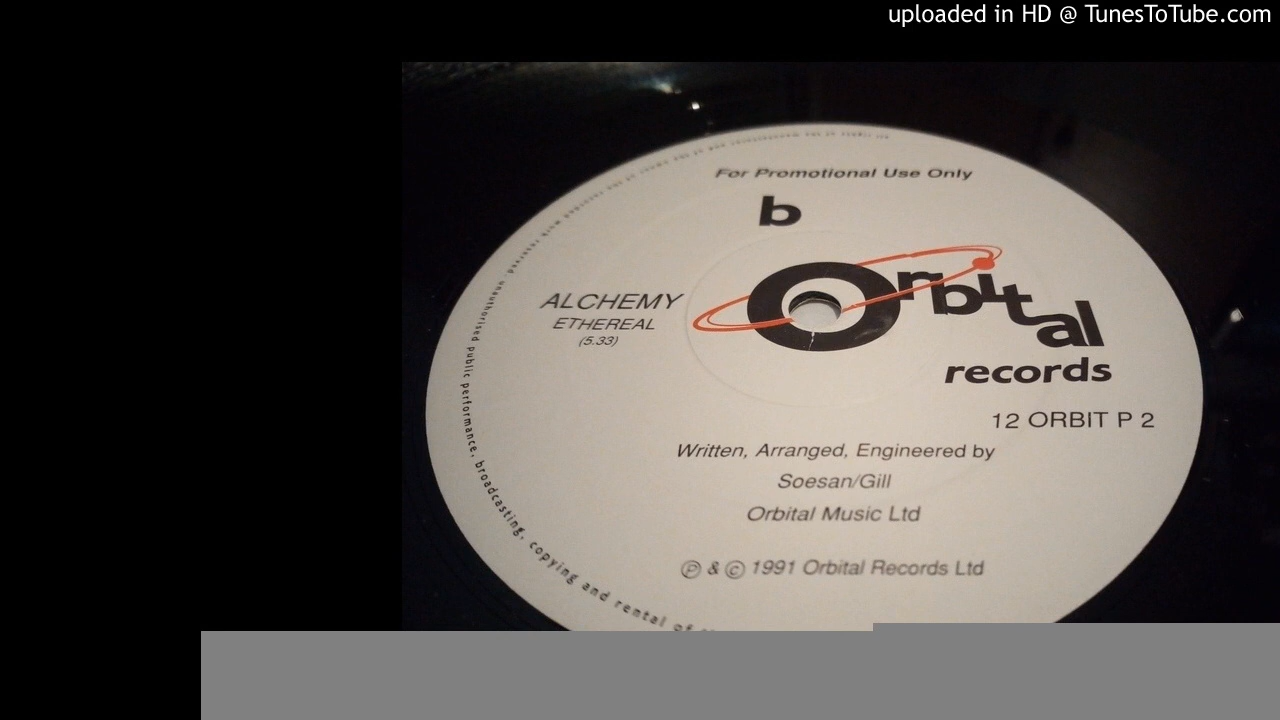 uploaded in HD @ TunesToTube.com
For Promotional Use Only
b
Orbital
records
ALCHEMY
ETHEREAL
(5.33)
12 ORBIT P 2
Written, Arranged, Engineered by
Soesan/Gill
Orbital Music Ltd
℗ & © 1991 Orbital Records Ltd
unauthorised public performance, broadcasting, copying and rental of